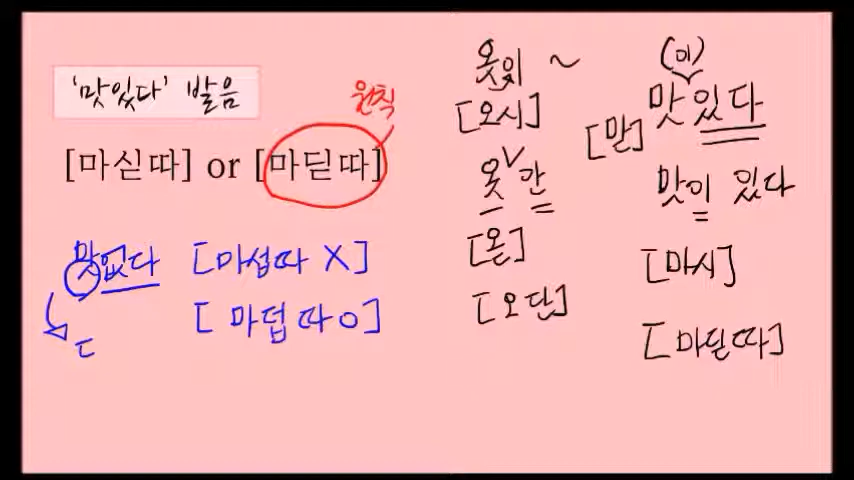 '맛있다' 발음
원칙
[마싣따] or [마딛따]
맛없다 [마섭따 X]
ㄷ [마덥따 O]
옷이 ~
[오시]
옷 안
[옫]
[오단]
(이)
맛있다
[맏]
맛이 있다
[마시]
[마딛따]